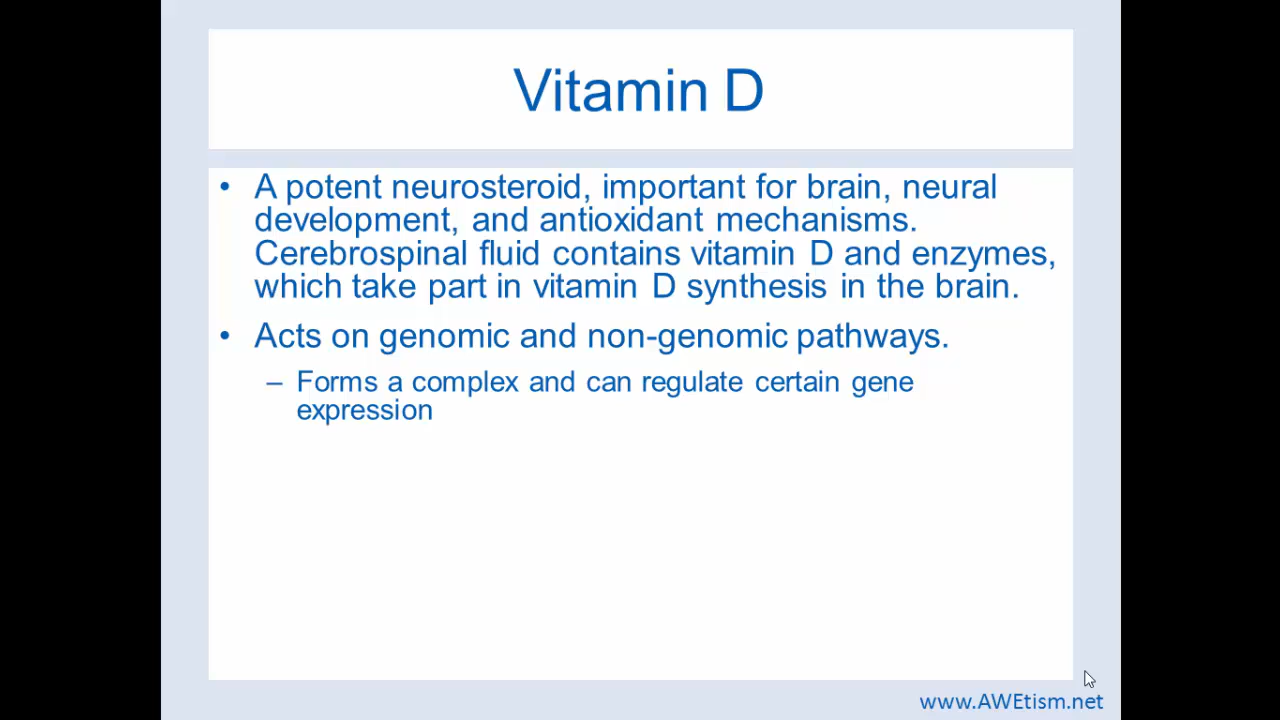 Vitamin D
• A potent neurosteroid, important for brain, neural
development, and antioxidant mechanisms.
Cerebrospinal fluid contains vitamin D and enzymes,
which take part in vitamin D synthesis in the brain.
• Acts on genomic and non-genomic pathways.
– Forms a complex and can regulate certain gene
expression
www.AWEtism.net